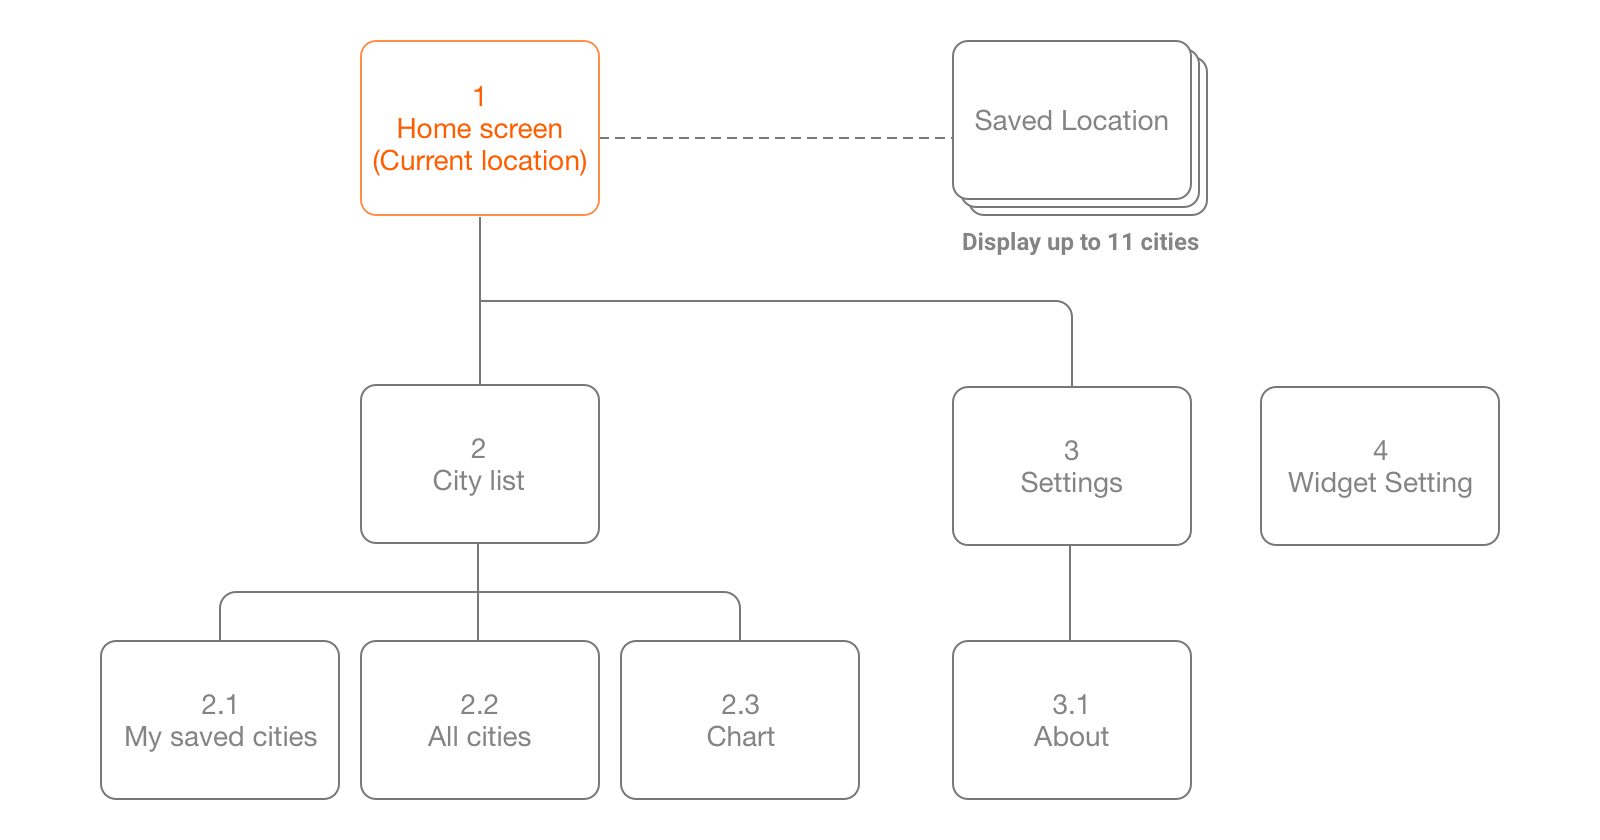 1
Home screen
(Current location)
Saved Location
Display up to 11 cities
2
City list
3
Settings
4
Widget Setting
2.1
My saved cities
2.2
All cities
2.3
Chart
3.1
About